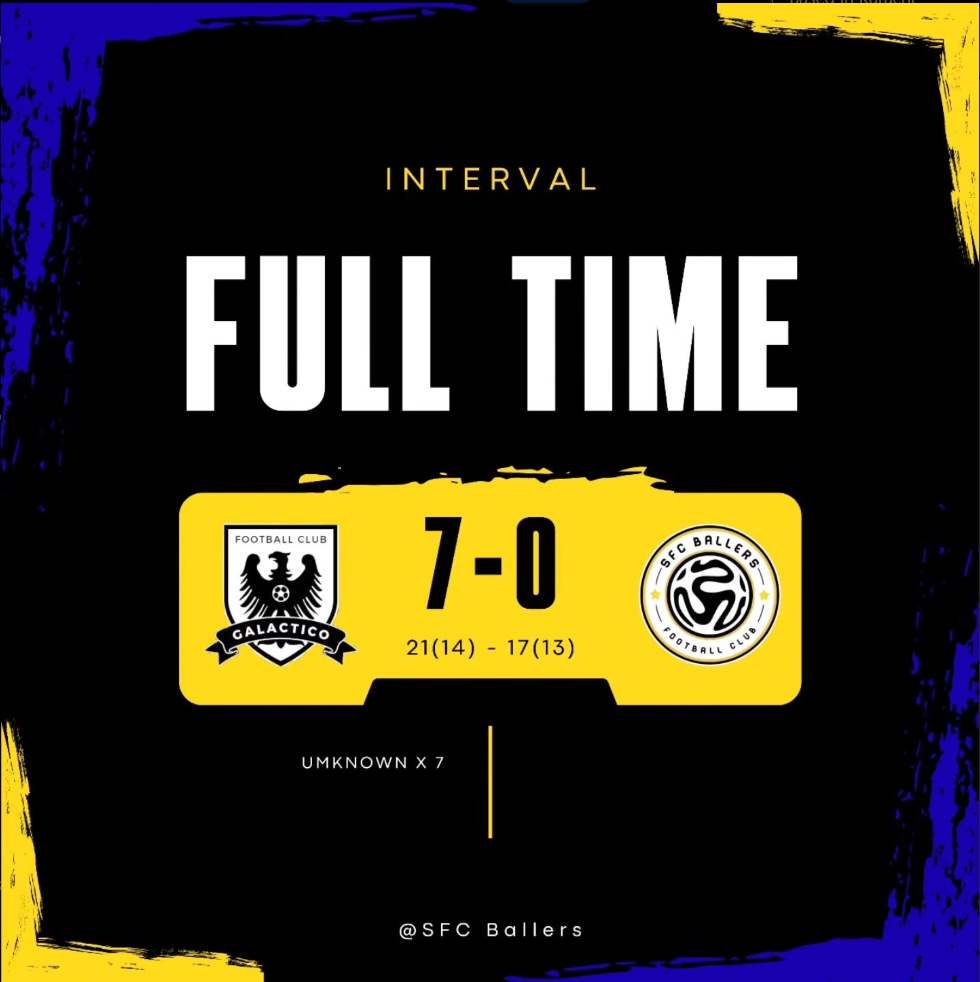 INTERVAL
FULL TIME
FOOTBALL CLUB
GALACTICO
7-0
21(14) - 17(13)
SFC BALLERS
FOOTBALL CLUB
UMKNOWN X 7
@SFC Ballers